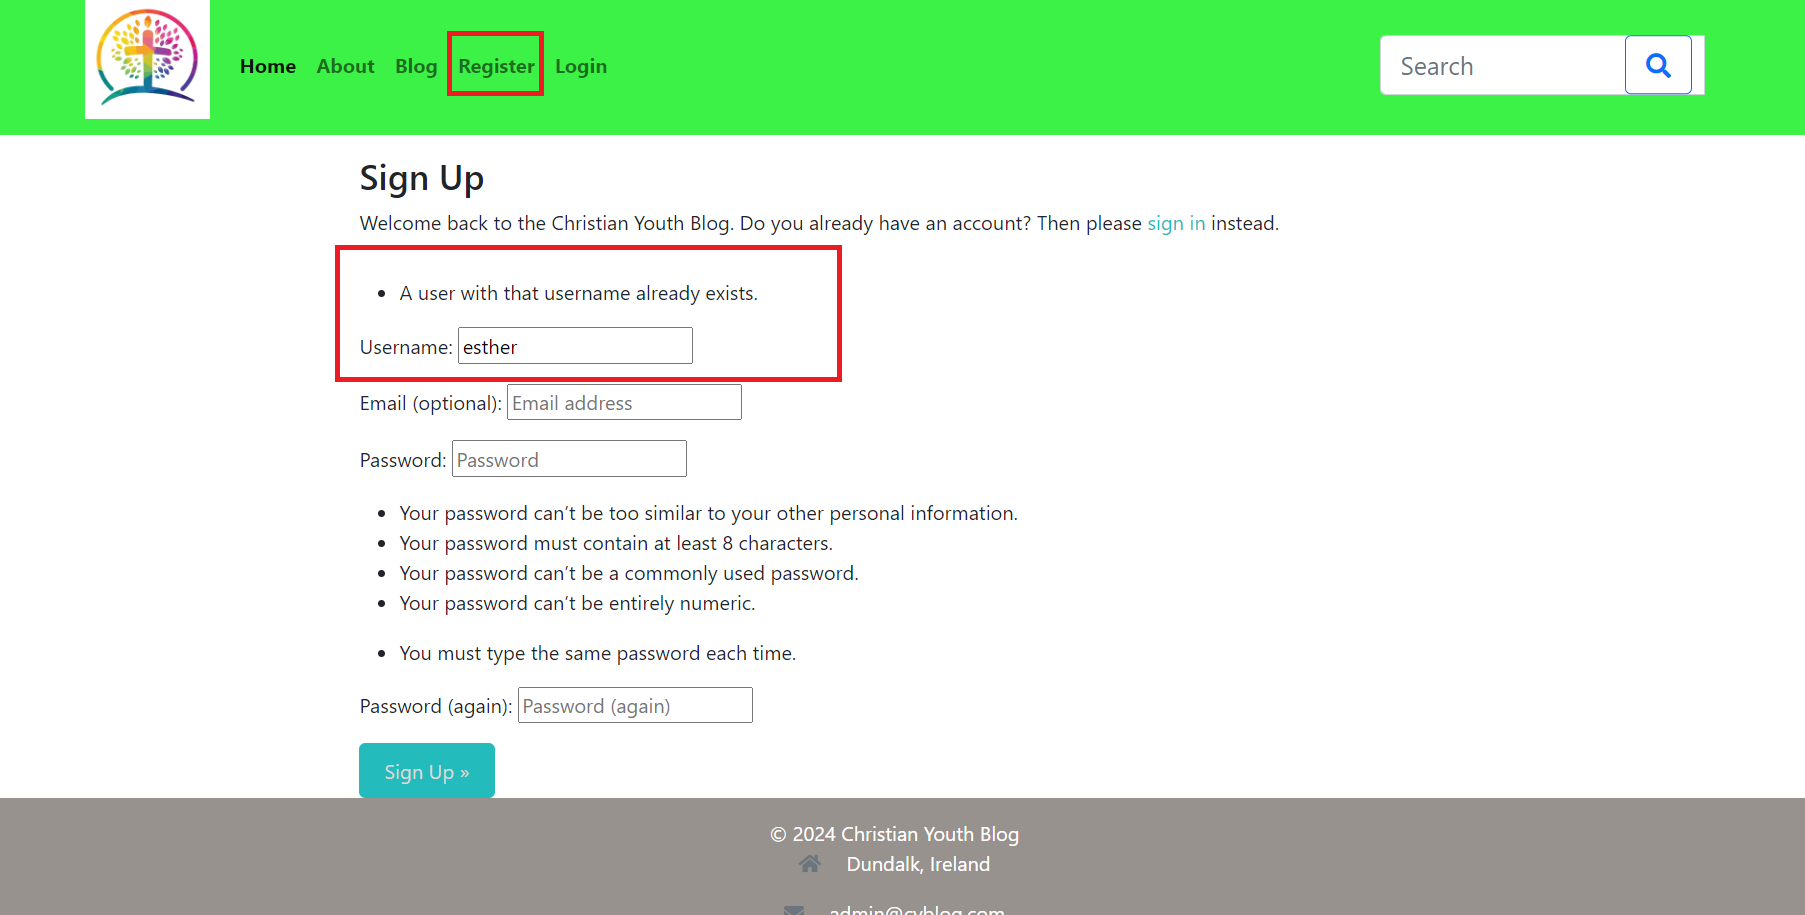 Home About Blog Register Login Search
Sign Up
Welcome back to the Christian Youth Blog. Do you already have an account? Then please sign in instead.
• A user with that username already exists.
Username: esther
Email (optional): Email address
Password: Password
• Your password can’t be too similar to your other personal information.
• Your password must contain at least 8 characters.
• Your password can’t be a commonly used password.
• Your password can’t be entirely numeric.
• You must type the same password each time.
Password (again): Password (again)
Sign Up »
© 2024 Christian Youth Blog
Dundalk, Ireland
admin@cyblog.com